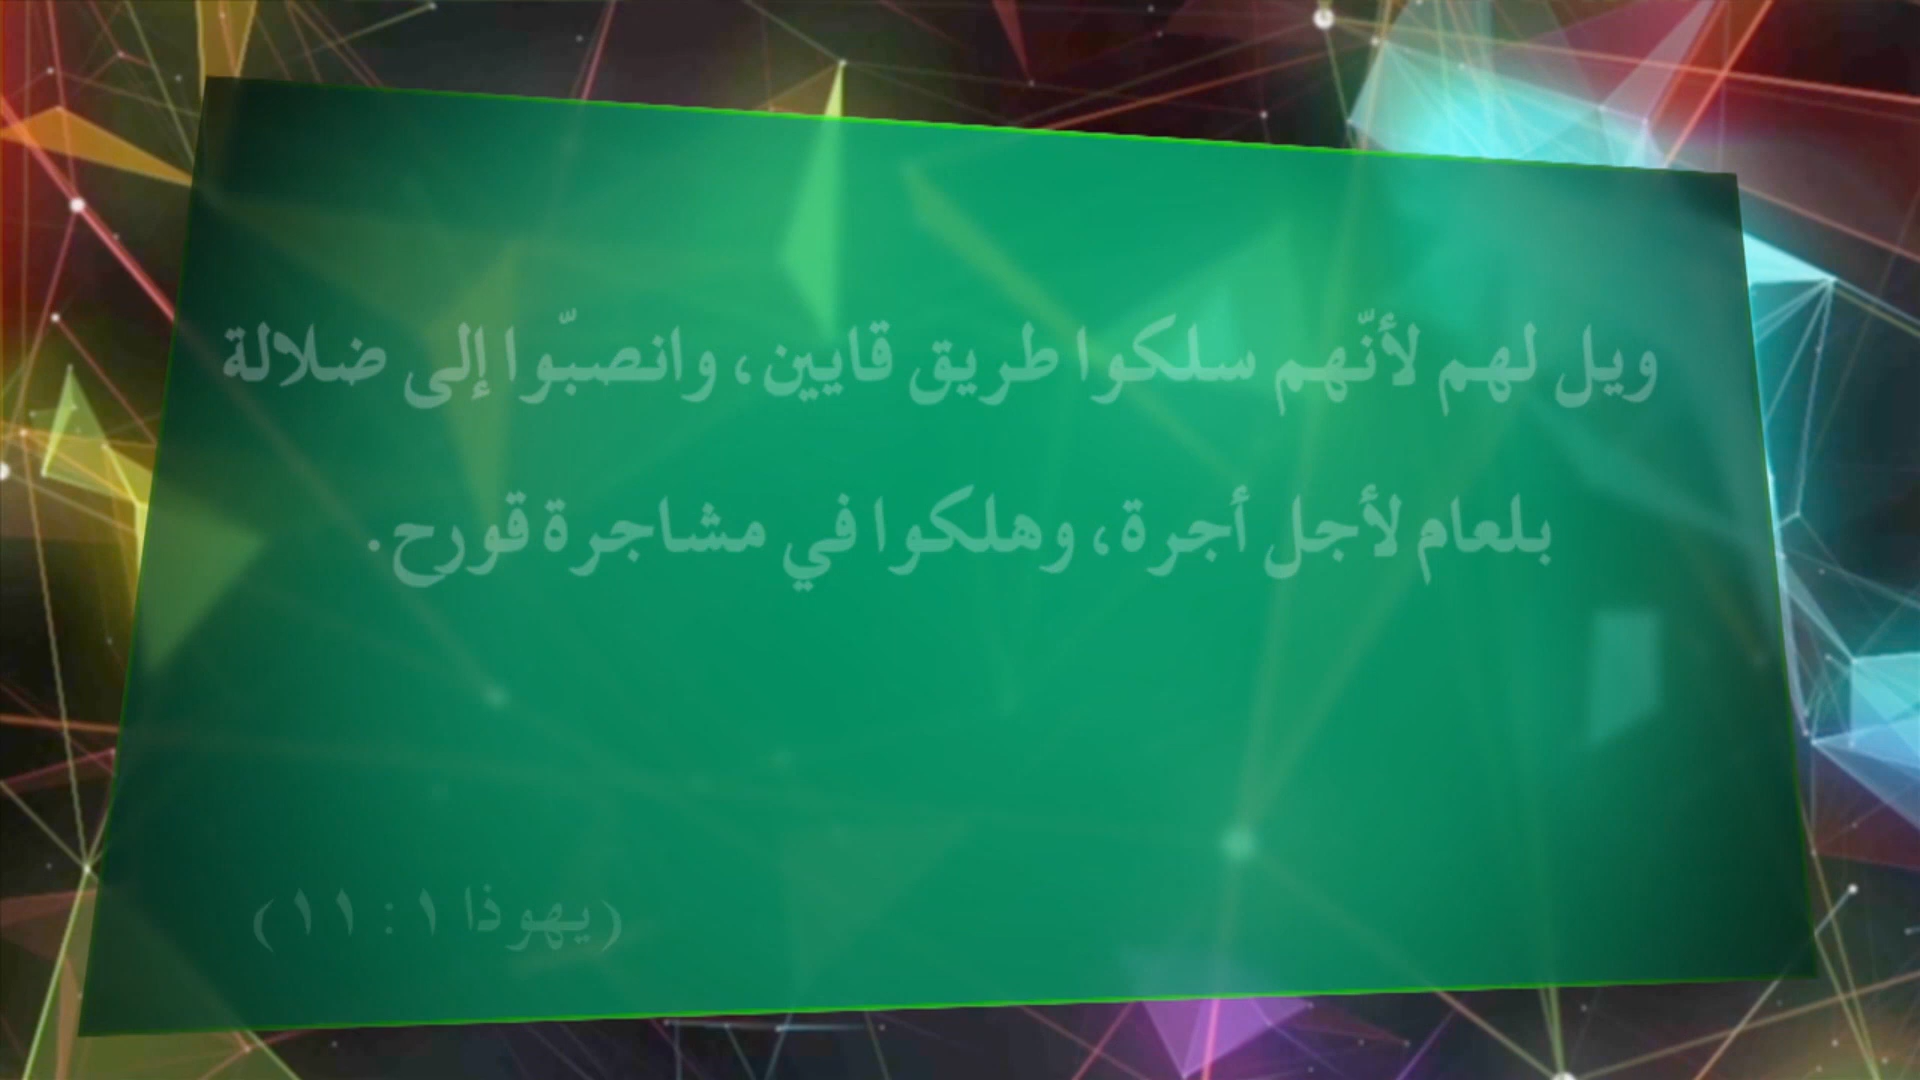 ويل لهم لأنّهم سلكوا طريق قايين، وانصبّوا إلى ضلالة
بلعام لأجل أجرة، وهلكوا في مشاجرة قورح.
(يهوذا ١ : ١١)